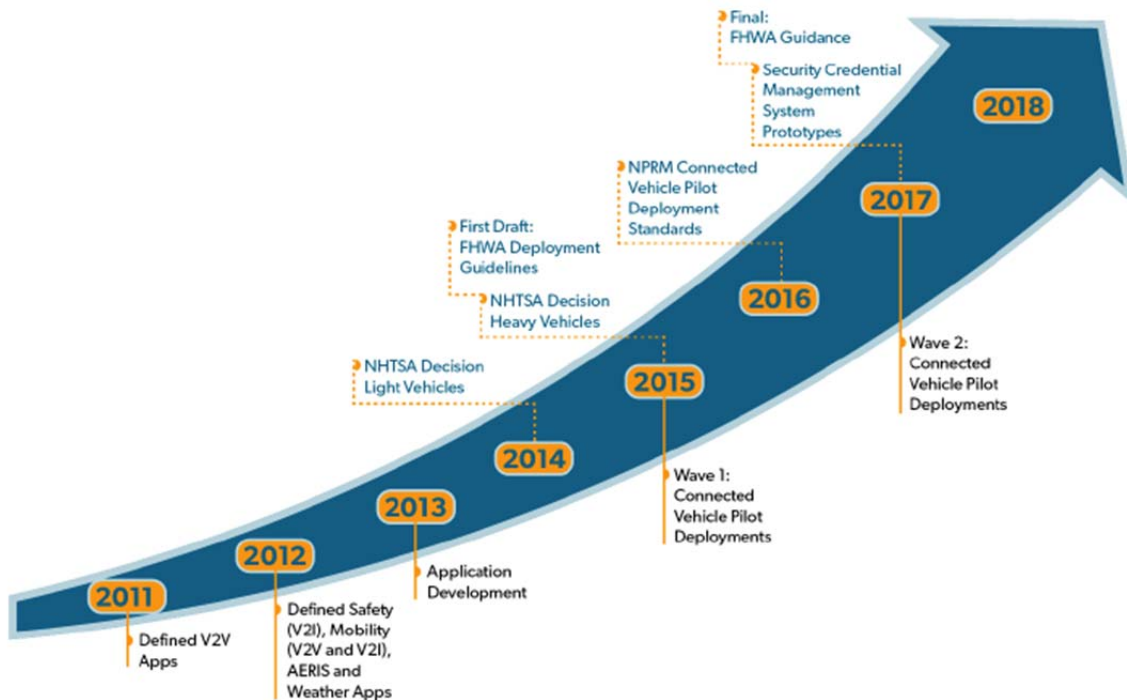 Final:
FHWA Guidance
Security Credential
Management
System
Prototypes
2018
NPRM Connected
Vehicle Pilot
Deployment
Standards
2017
First Draft:
FHWA Deployment
Guidelines
NHTSA Decision
Heavy Vehicles
2016
Wave 2:
Connected
Vehicle Pilot
Deployments
NHTSA Decision
Light Vehicles
2015
2014
Wave 1:
Connected
Vehicle Pilot
Deployments
2013
Application
Development
2012
Defined Safety
(V2I), Mobility
(V2V and V2I),
AERIS and
Weather Apps
2011
Defined V2V
Apps